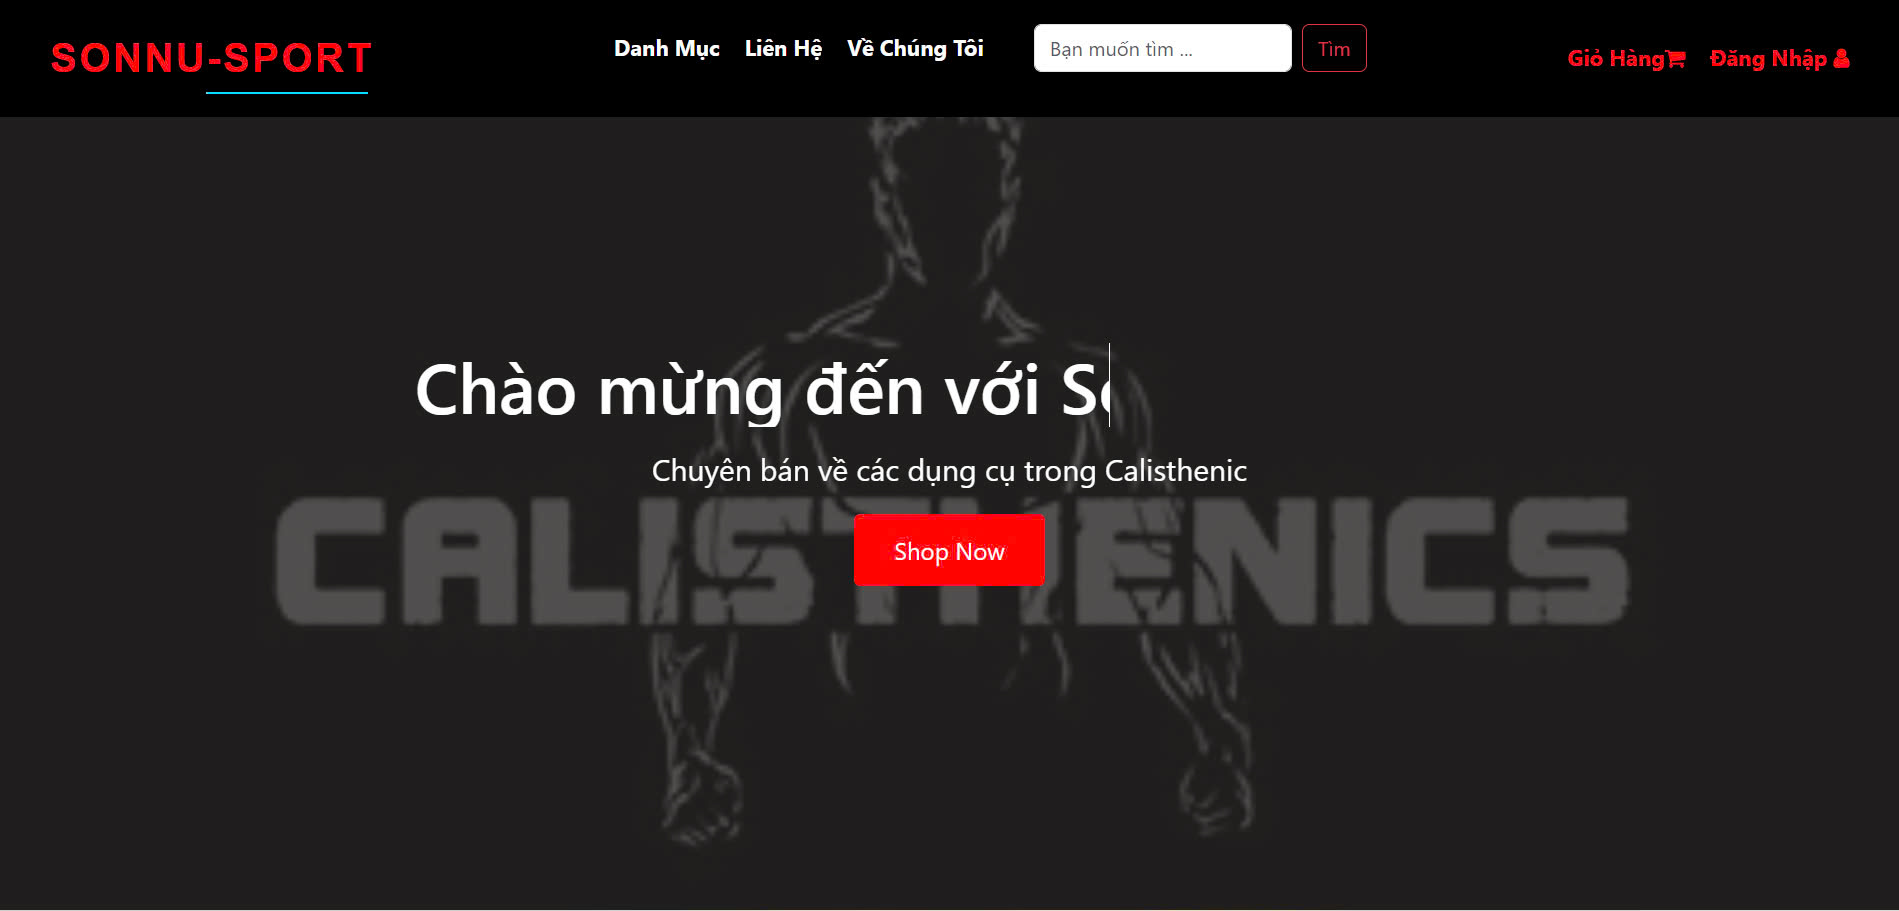 SONNU-SPORT
Danh Mục Liên Hệ Về Chúng Tôi Bạn muốn tìm ... Tìm
Giỏ Hàng Đăng Nhập
Chào mừng đến với
Chuyên bán về các dụng cụ trong Calisthenic
CALISTHENICS
Shop Now